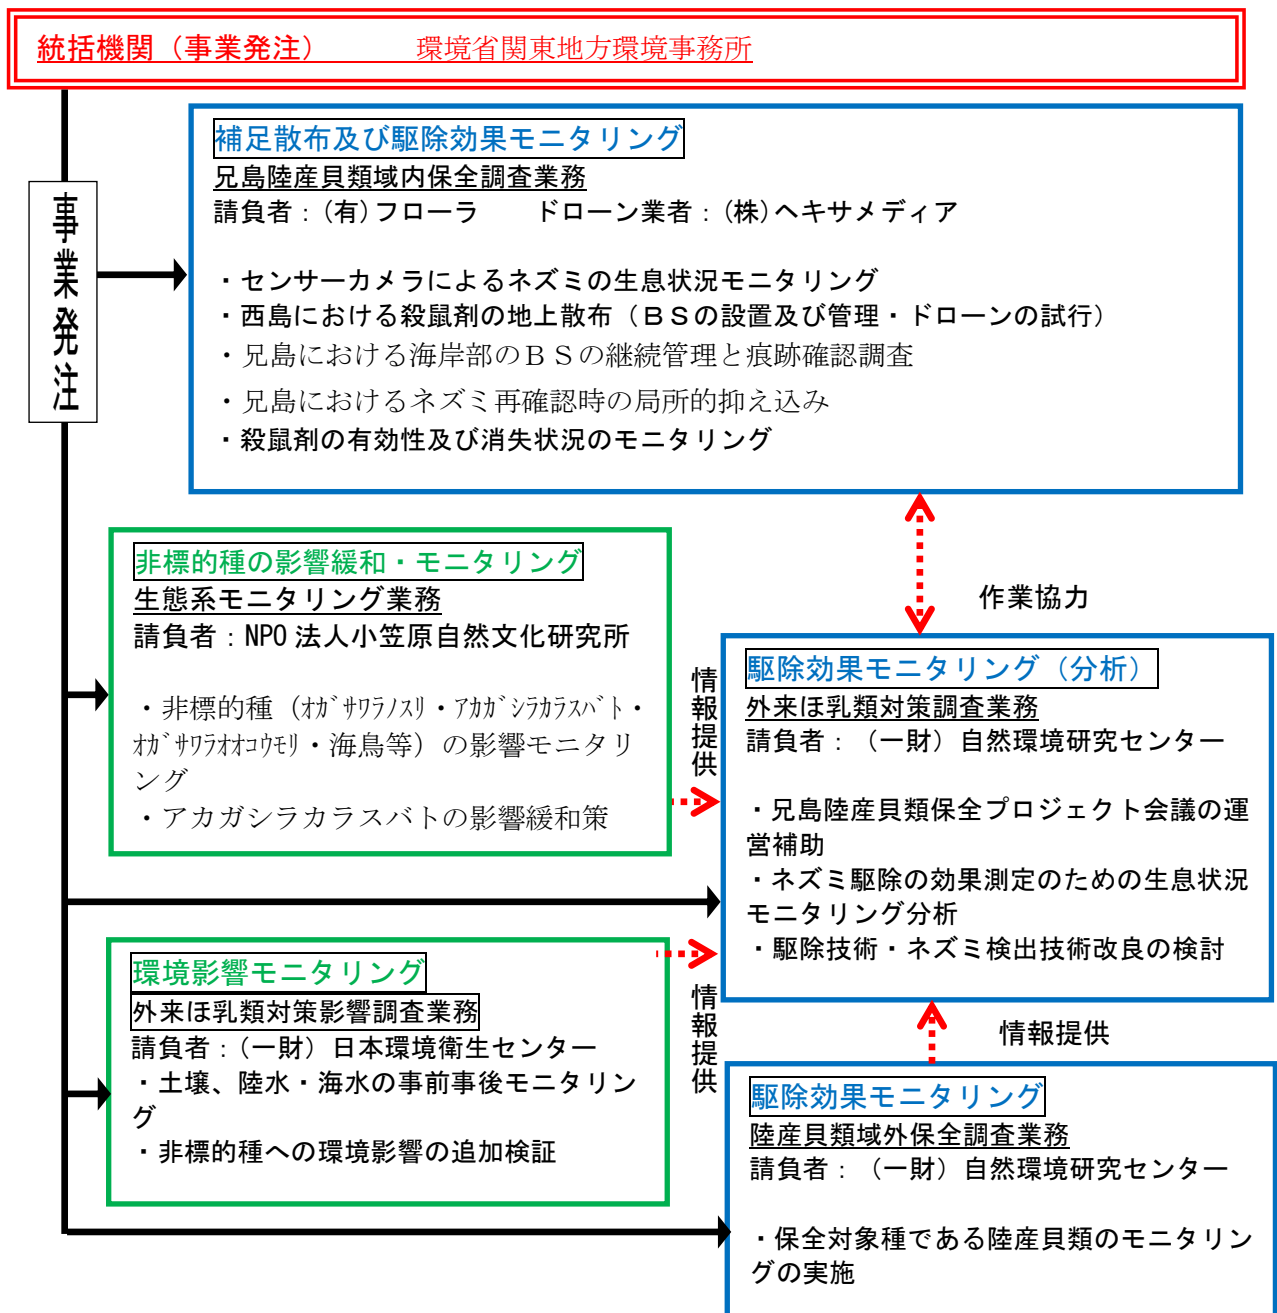 統括機関（事業発注）　　環境省関東地方環境事務所
事業発注
補足散布及び駆除効果モニタリング
兄島陸産貝類域内保全調査業務
請負者：(有)フローラ　　ドローン業者：(株)ヘキサメディア
・センサーカメラによるネズミの生息状況モニタリング
・西島における殺鼠剤の地上散布（ＢＳの設置及び管理・ドローンの試行）
・兄島における海岸部のＢＳの継続管理と痕跡確認調査
・兄島におけるネズミ再確認時の局所的抑え込み
・殺鼠剤の有効性及び消失状況のモニタリング
非標的種の影響緩和・モニタリング
生態系モニタリング業務
請負者：NPO 法人小笠原自然文化研究所
・非標的種（ｵｶﾞｻﾜﾗﾉｽﾘ・ｱｶｶﾞｼﾗｶﾗｽﾊﾞﾄ・
ｵｶﾞｻﾜﾗｵｵｺｳﾓﾘ・海鳥等）の影響モニタリ
ング
・アカガシラカラスバトの影響緩和策
情報提供
作業協力
駆除効果モニタリング（分析）
外来ほ乳類対策調査業務
請負者：（一財）自然環境研究センター
・兄島陸産貝類保全プロジェクト会議の運
営補助
・ネズミ駆除の効果測定のための生息状況
モニタリング分析
・駆除技術・ネズミ検出技術改良の検討
環境影響モニタリング
外来ほ乳類対策影響調査業務
請負者：(一財）日本環境衛生センター
・土壌、陸水・海水の事前事後モニタリン
グ
・非標的種への環境影響の追加検証
情報提供
情報提供
駆除効果モニタリング
陸産貝類域外保全調査業務
請負者：（一財）自然環境研究センター
・保全対象種である陸産貝類のモニタリン
グの実施